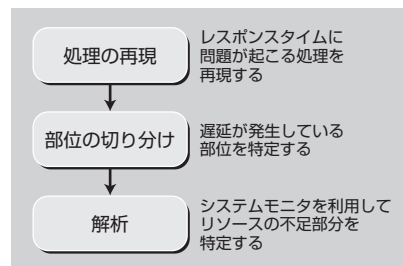 処理の再現
レスポンスタイムに
問題が起こる処理を
再現する
部位の切り分け
遅延が発生している
部位を特定する
解析
システムモニタを利用して
リソースの不足部分を
特定する